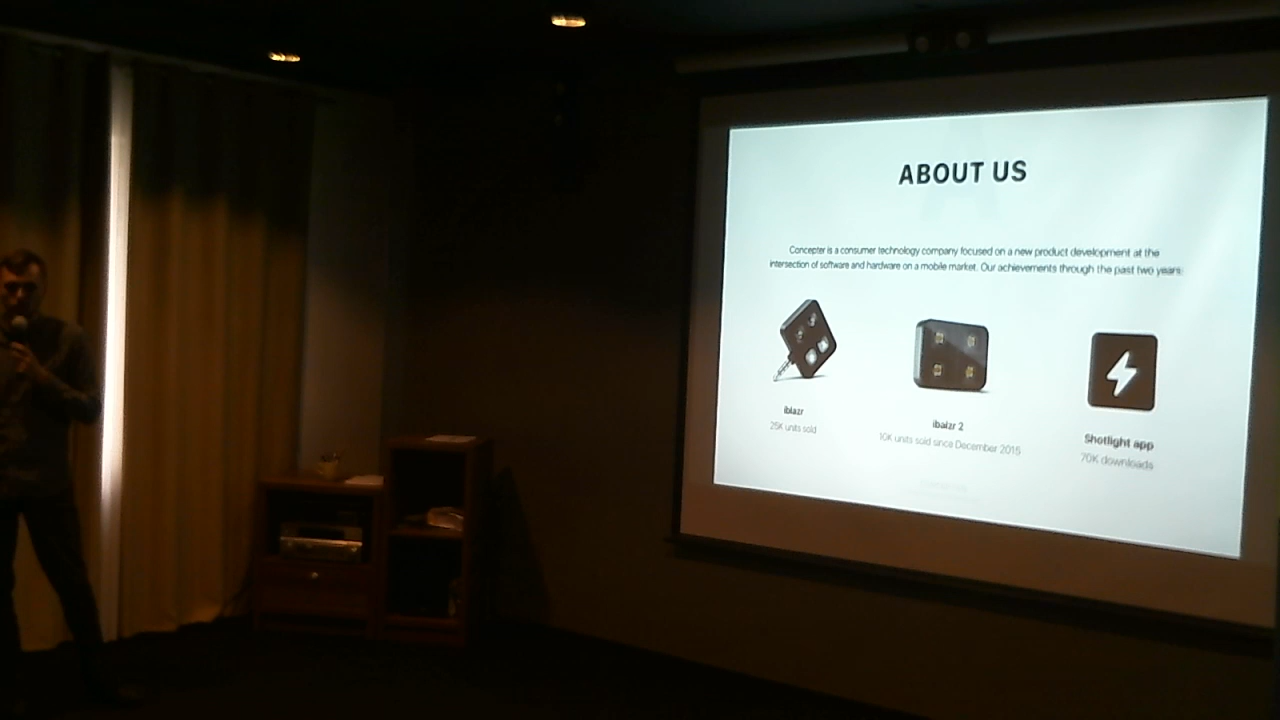 ABOUT US
Concepter is a consumer technology company focused on a new product development at the
intersection of software and hardware on a mobile market. Our achievements through the past two years:
iblazr
25K units sold
ibalzr 2
10K units sold since December 2015
Shotlight app
70K downloads